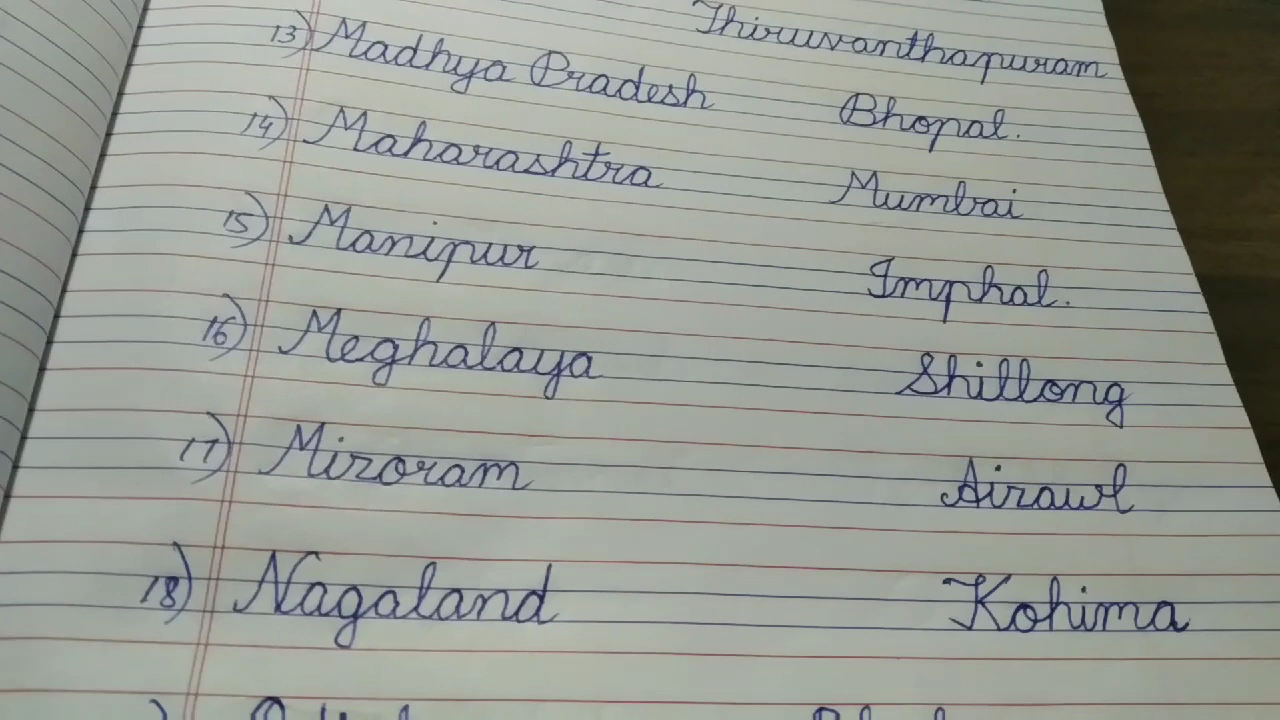 Thiruvanthapuram
13) Madhya Pradesh Bhopal.
14) Maharashtra Mumbai
15) Manipur Imphal.
16) Meghalaya Shillong
17) Mizoram Aizawl
18) Nagaland Kohima